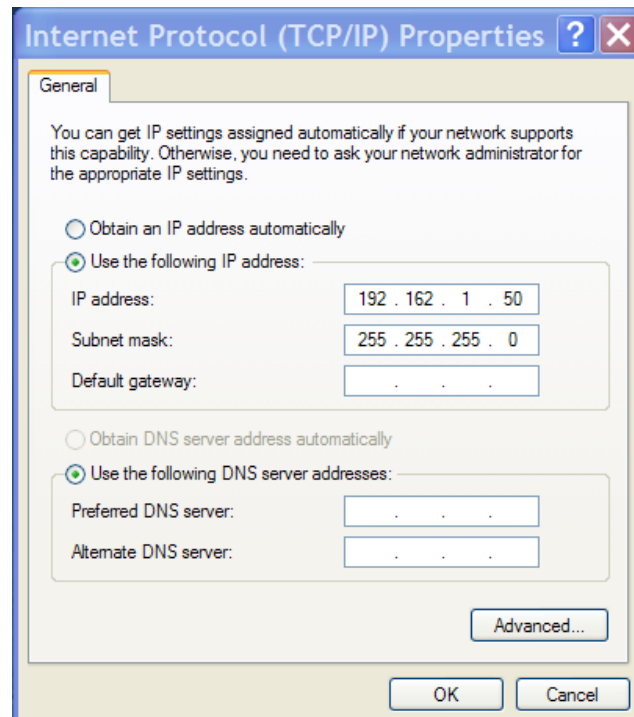 Internet Protocol (TCP/IP) Properties ? X
General
You can get IP settings assigned automatically if your network supports
this capability. Otherwise, you need to ask your network administrator for
the appropriate IP settings.
Obtain an IP address automatically
Use the following IP address:
IP address: 192 . 162 . 1 . 50
Subnet mask: 255 . 255 . 255 . 0
Default gateway: . . .
Obtain DNS server address automatically
Use the following DNS server addresses:
Preferred DNS server: . . .
Alternate DNS server: . . .
Advanced...
OK Cancel